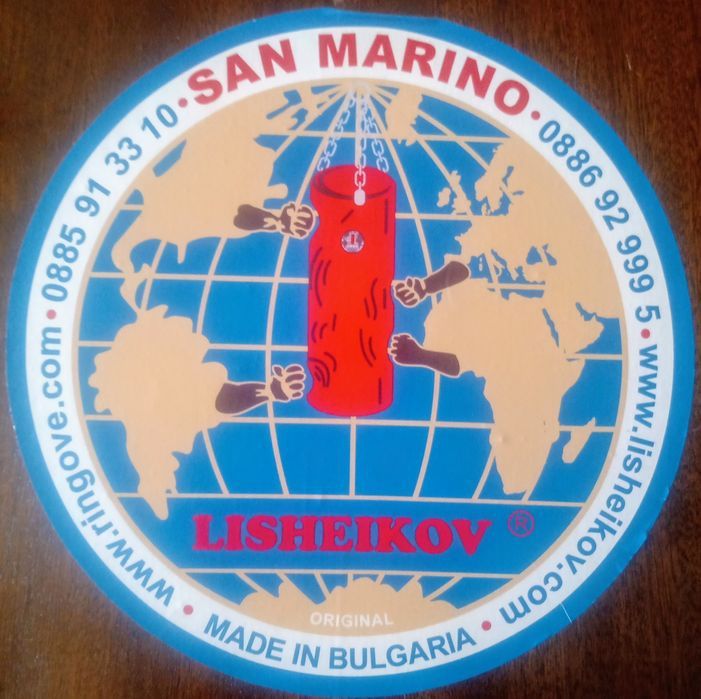 SAN MARINO
0885 91 33 10
0886 92 999 5
www.ringove.com
www.lisheikov.com
LISHEIKOV ®
ORIGINAL
MADE IN BULGARIA